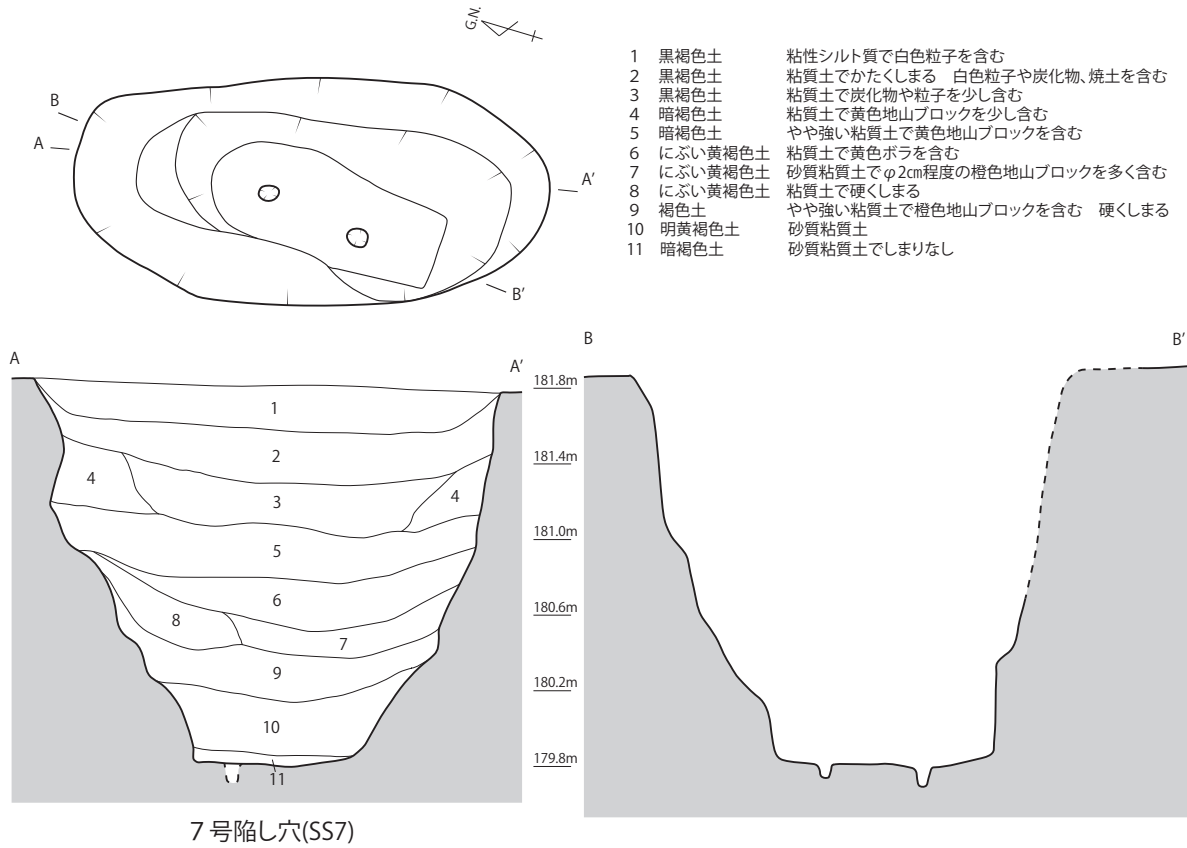 G.N.
B
A
A′
B′
1 黒褐色土 粘性シルト質で白色粒子を含む
2 黒褐色土 粘質土でかたくしまる 白色粒子や炭化物、焼土を含む
3 黒褐色土 粘質土で炭化物や粒子を少し含む
4 暗褐色土 粘質土で黄色地山ブロックを少し含む
5 暗褐色土 やや強い粘質土で黄色地山ブロックを含む
6 にぶい黄褐色土 粘質土で黄色ボラを含む
7 にぶい黄褐色土 砂質粘質土でφ2㎝程度の橙色地山ブロックを多く含む
8 にぶい黄褐色土 粘質土で硬くしまる
9 褐色土 やや強い粘質土で橙色地山ブロックを含む 硬くしまる
10 明黄褐色土 砂質粘質土
11 暗褐色土 砂質粘質土でしまりなし
A
A′
1
2
4
3
4
5
6
8
7
9
10
11
181.8m
181.4m
181.0m
180.6m
180.2m
179.8m
B
B′
7号陥し穴(SS7)